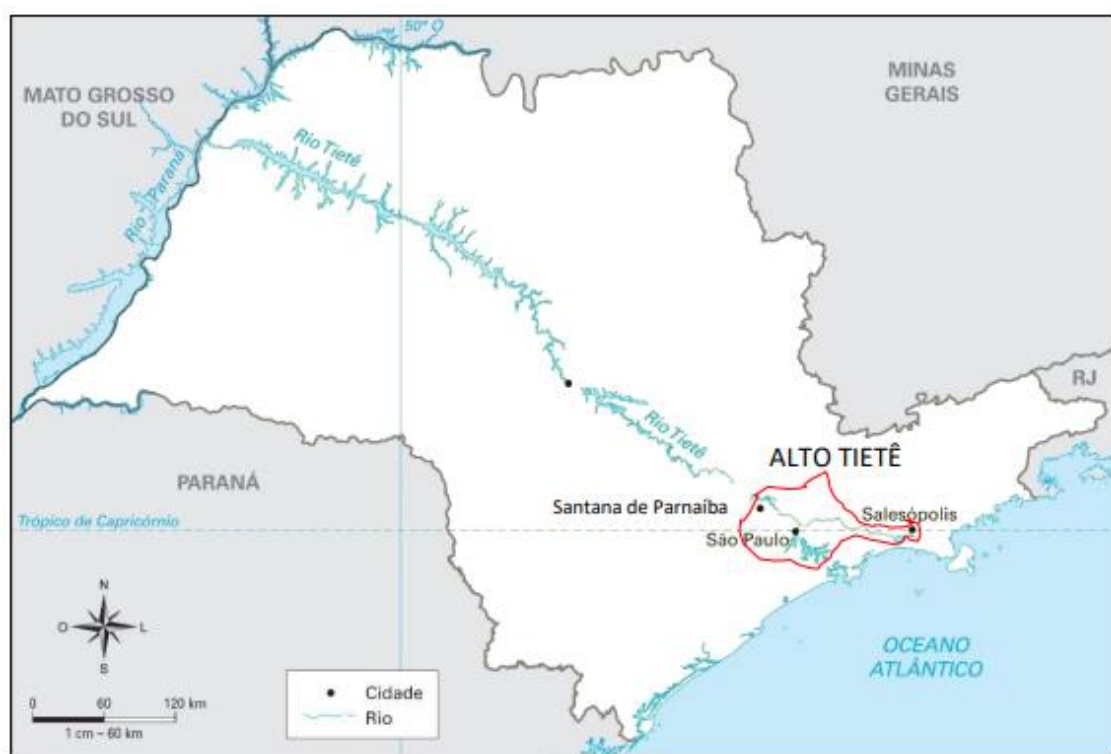 50° O
MATO GROSSO
DO SUL
MINAS
GERAIS
Rio Tietê
Rio Paraná
RJ
Rio Tietê
ALTO TIETÊ
PARANÁ
Santana de Parnaíba
Salesópolis
Trópico de Capricórnio
São Paulo
N
O
L
S
OCEANO
ATLÂNTICO
Cidade
Rio
0 60 120 km
1 cm – 60 km